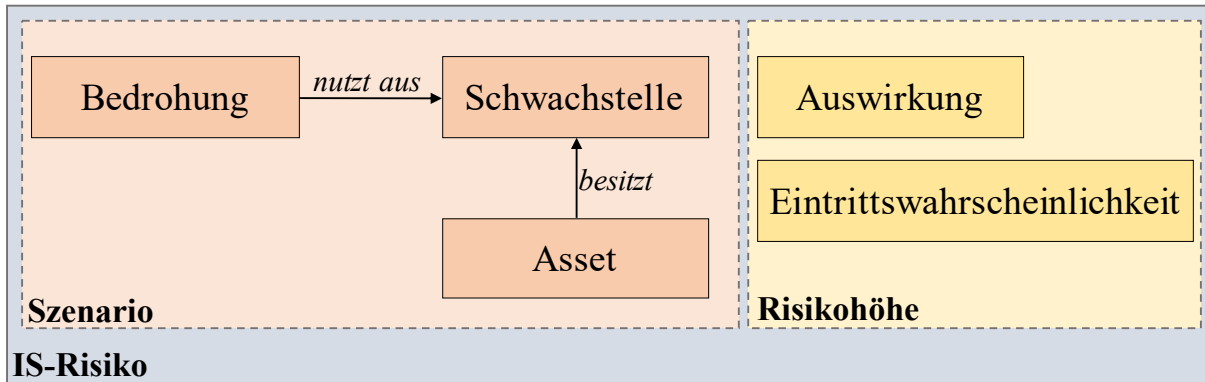 Bedrohung
nutzt aus
Schwachstelle
besitzt
Asset
Szenario
Auswirkung
Eintrittswahrscheinlichkeit
Risikohöhe
IS-Risiko